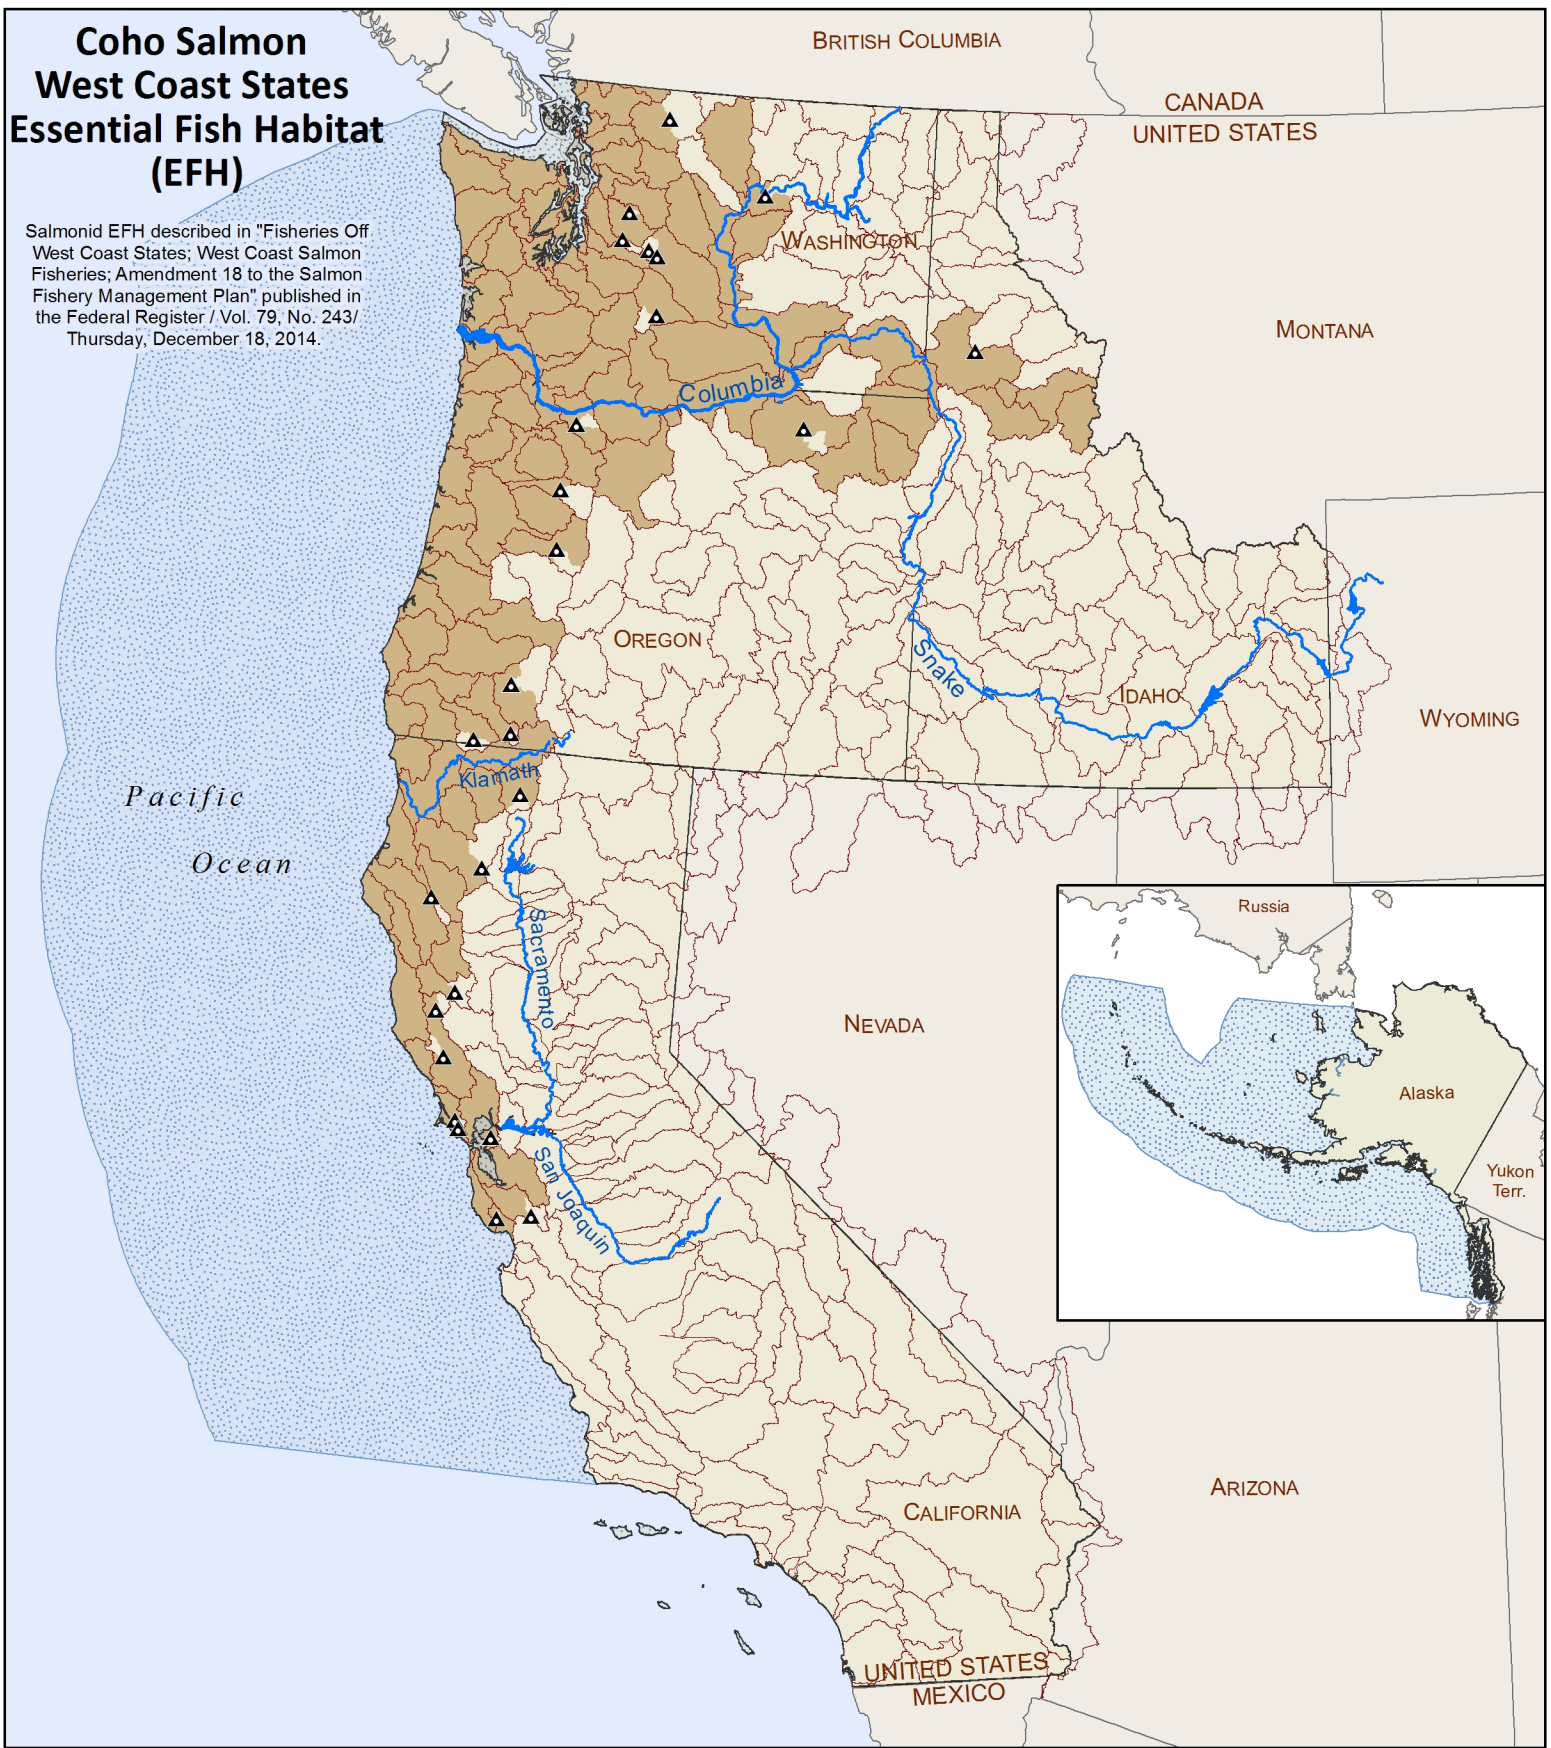 Coho Salmon
West Coast States
Essential Fish Habitat
(EFH)
Salmonid EFH described in "Fisheries Off
West Coast States; West Coast Salmon
Fisheries; Amendment 18 to the Salmon
Fishery Management Plan" published in
the Federal Register / Vol. 79, No. 243/
Thursday, December 18, 2014.
BRITISH COLUMBIA
CANADA
UNITED STATES
WASHINGTON
MONTANA
Columbia
OREGON
Snake
IDAHO
WYOMING
Klamath
Pacific
Ocean
Sacramento
NEVADA
San Joaquin
Russia
Alaska
Yukon
Terr.
CALIFORNIA
ARIZONA
UNITED STATES
MEXICO